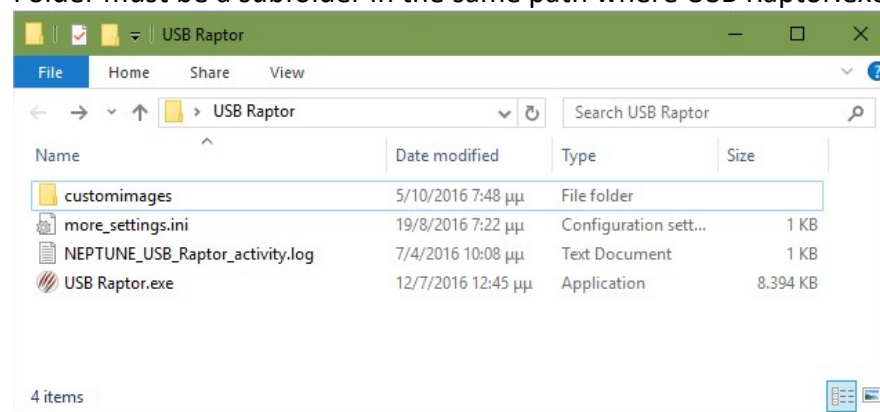 Folder must be a subfolder in the same path where USB Raptor.exe
USB Raptor
File Home Share View
USB Raptor Search USB Raptor
Name Date modified Type Size
customimages 5/10/2016 7:48 μμ File folder
more_settings.ini 19/8/2016 7:22 μμ Configuration sett... 1 KB
NEPTUNE_USB_Raptor_activity.log 7/4/2016 10:08 μμ Text Document 1 KB
USB Raptor.exe 12/7/2016 12:45 μμ Application 8.394 KB
4 items